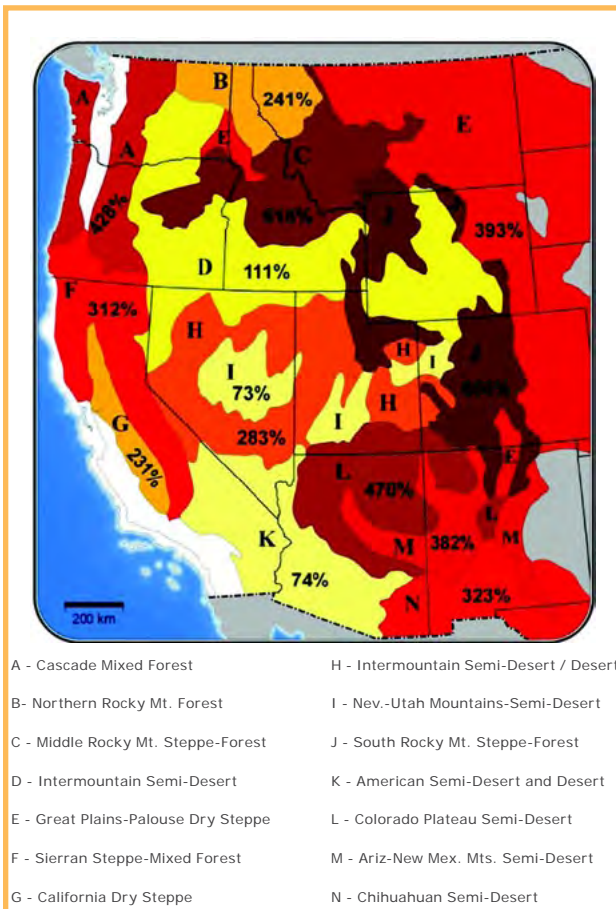 B
A
241%
E
E
C
A
428%
618%
J
J
393%
D
111%
F
312%
H
H
I
J
I
73%
H
G
283%
I
231%
L
470%
E
L
K
M
382%
M
74%
N
323%
200 km
A - Cascade Mixed Forest
B- Northern Rocky Mt. Forest
C - Middle Rocky Mt. Steppe-Forest
D - Intermountain Semi-Desert
E - Great Plains-Palouse Dry Steppe
F - Sierran Steppe-Mixed Forest
G - California Dry Steppe
H - Intermountain Semi-Desert / Desert
I - Nev.-Utah Mountains-Semi-Desert
J - South Rocky Mt. Steppe-Forest
K - American Semi-Desert and Desert
L - Colorado Plateau Semi-Desert
M - Ariz-New Mex. Mts. Semi-Desert
N - Chihuahuan Semi-Desert